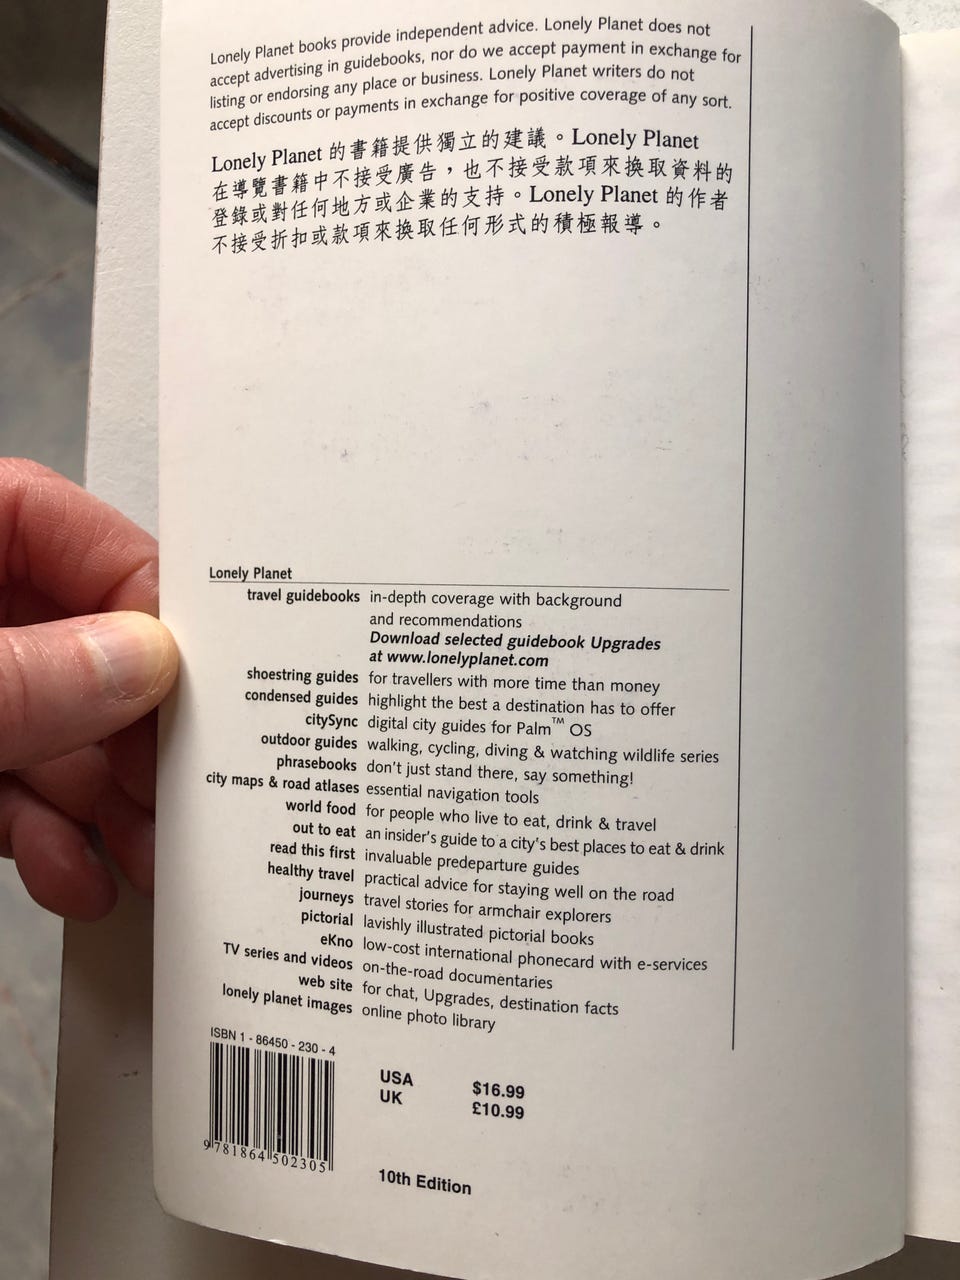 Lonely Planet books provide independent advice. Lonely Planet does not
accept advertising in guidebooks, nor do we accept payment in exchange for
listing or endorsing any place or business. Lonely Planet writers do not
accept discounts or payments in exchange for positive coverage of any sort.
Lonely Planet 的書籍提供獨立的建議。Lonely Planet
在導覽書籍中不接受廣告，也不接受款項來換取資料的
登錄或對任何地方或企業的支持。Lonely Planet 的作者
不接受折扣或款項來換取任何形式的積極報導。
Lonely Planet
travel guidebooks in-depth coverage with background
and recommendations
Download selected guidebook Upgrades
at www.lonelyplanet.com
shoestring guides for travellers with more time than money
condensed guides highlight the best a destination has to offer
citySync digital city guides for Palm™ OS
outdoor guides walking, cycling, diving & watching wildlife series
phrasebooks don't just stand there, say something!
city maps & road atlases essential navigation tools
world food for people who live to eat, drink & travel
out to eat an insider's guide to a city's best places to eat & drink
read this first invaluable predeparture guides
healthy travel practical advice for staying well on the road
journeys travel stories for armchair explorers
pictorial lavishly illustrated pictorial books
eKno low-cost international phonecard with e-services
TV series and videos on-the-road documentaries
web site for chat, Upgrades, destination facts
lonely planet images online photo library
ISBN 1 - 86450 - 230 - 4
USA $16.99
UK £10.99
9 781864 502305
10th Edition